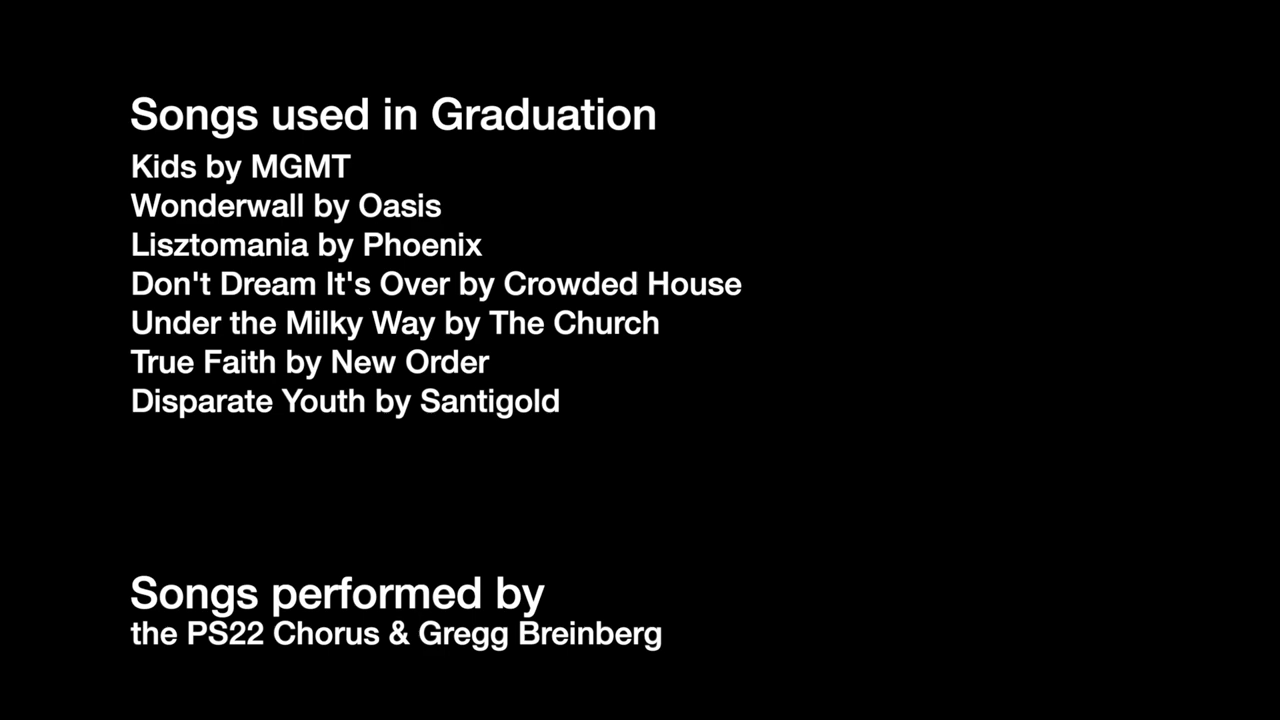 Songs used in Graduation
Kids by MGMT
Wonderwall by Oasis
Lisztomania by Phoenix
Don't Dream It's Over by Crowded House
Under the Milky Way by The Church
True Faith by New Order
Disparate Youth by Santigold
Songs performed by
the PS22 Chorus & Gregg Breinberg